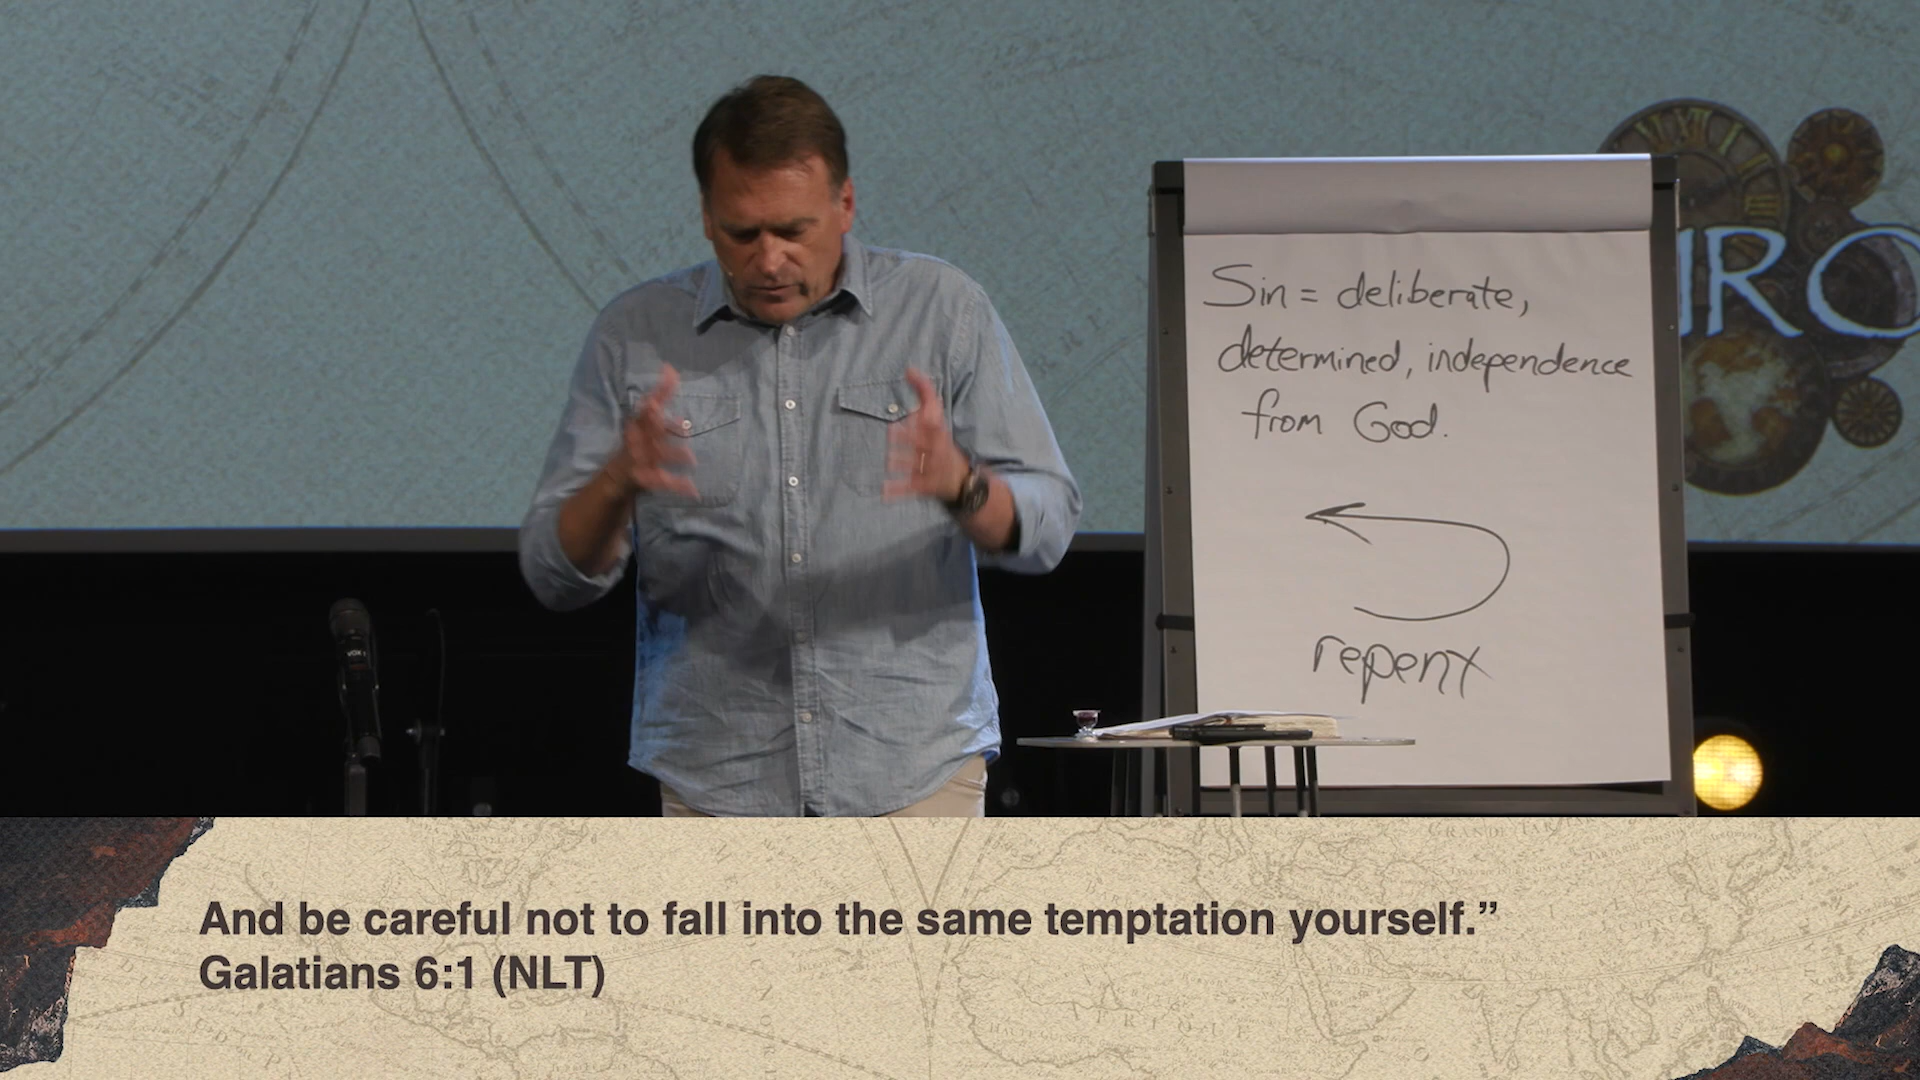 IRO
Sin = deliberate,
determined, independence
from God.
repent
And be careful not to fall into the same temptation yourself.”
Galatians 6:1 (NLT)